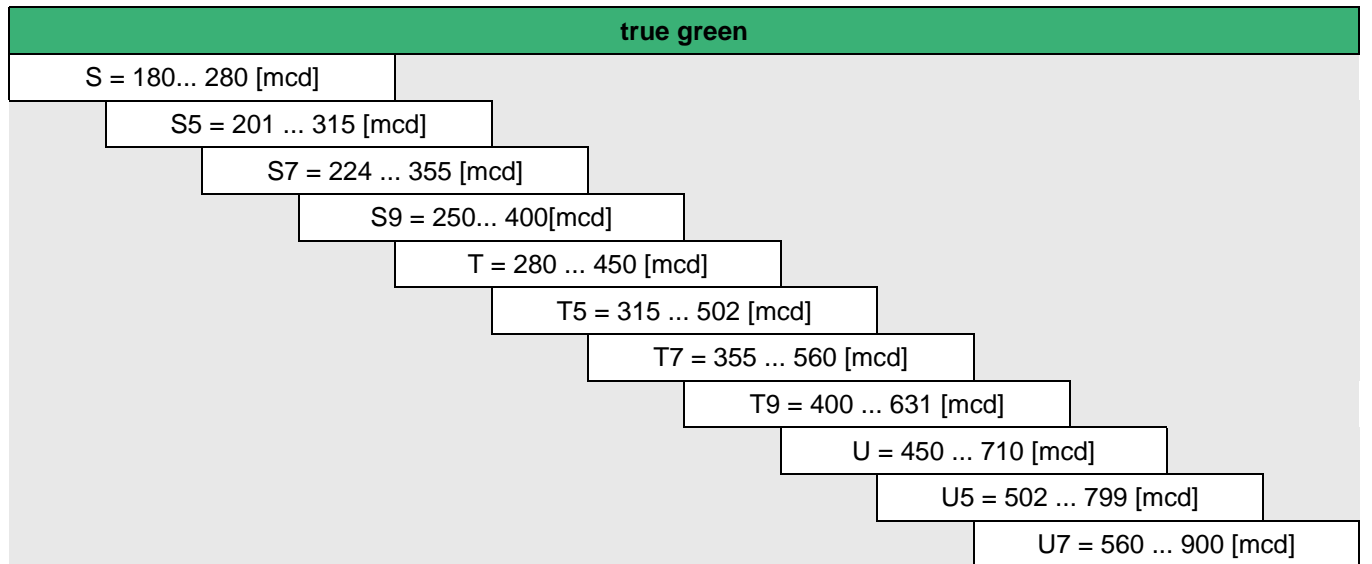 true green
S = 180... 280 [mcd]
S5 = 201 ... 315 [mcd]
S7 = 224 ... 355 [mcd]
S9 = 250... 400[mcd]
T = 280 ... 450 [mcd]
T5 = 315 ... 502 [mcd]
T7 = 355 ... 560 [mcd]
T9 = 400 ... 631 [mcd]
U = 450 ... 710 [mcd]
U5 = 502 ... 799 [mcd]
U7 = 560 ... 900 [mcd]